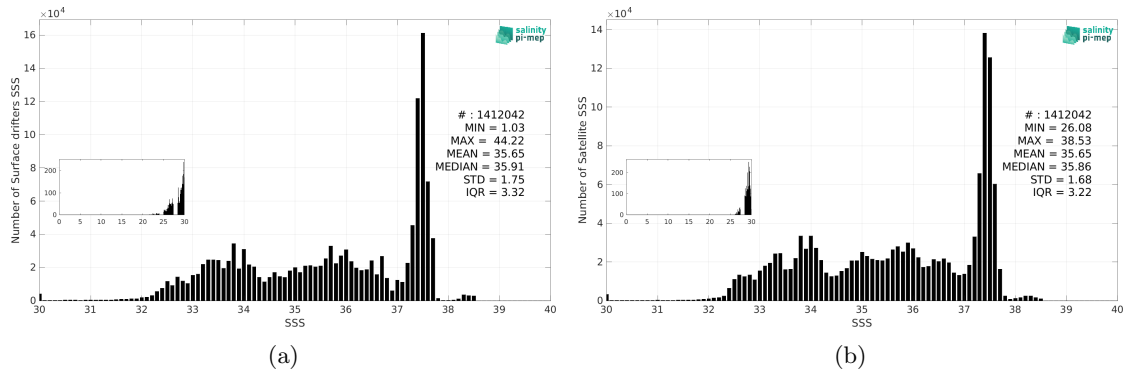 ×10⁴
16
14
12
10
8
6
4
2
0
30 31 32 33 34 35 36 37 38 39 40
SSS
Number of Surface drifters SSS
salinity
pi-mep
# : 1412042
MIN = 1.03
MAX = 44.22
MEAN = 35.65
MEDIAN = 35.91
STD = 1.75
IQR = 3.32
200
100
0
0 5 10 15 20 25 30
(a)
×10⁴
14
12
10
8
6
4
2
0
30 31 32 33 34 35 36 37 38 39 40
SSS
Number of Satellite SSS
salinity
pi-mep
# : 1412042
MIN = 26.08
MAX = 38.53
MEAN = 35.65
MEDIAN = 35.86
STD = 1.68
IQR = 3.22
200
100
0
0 5 10 15 20 25 30
(b)